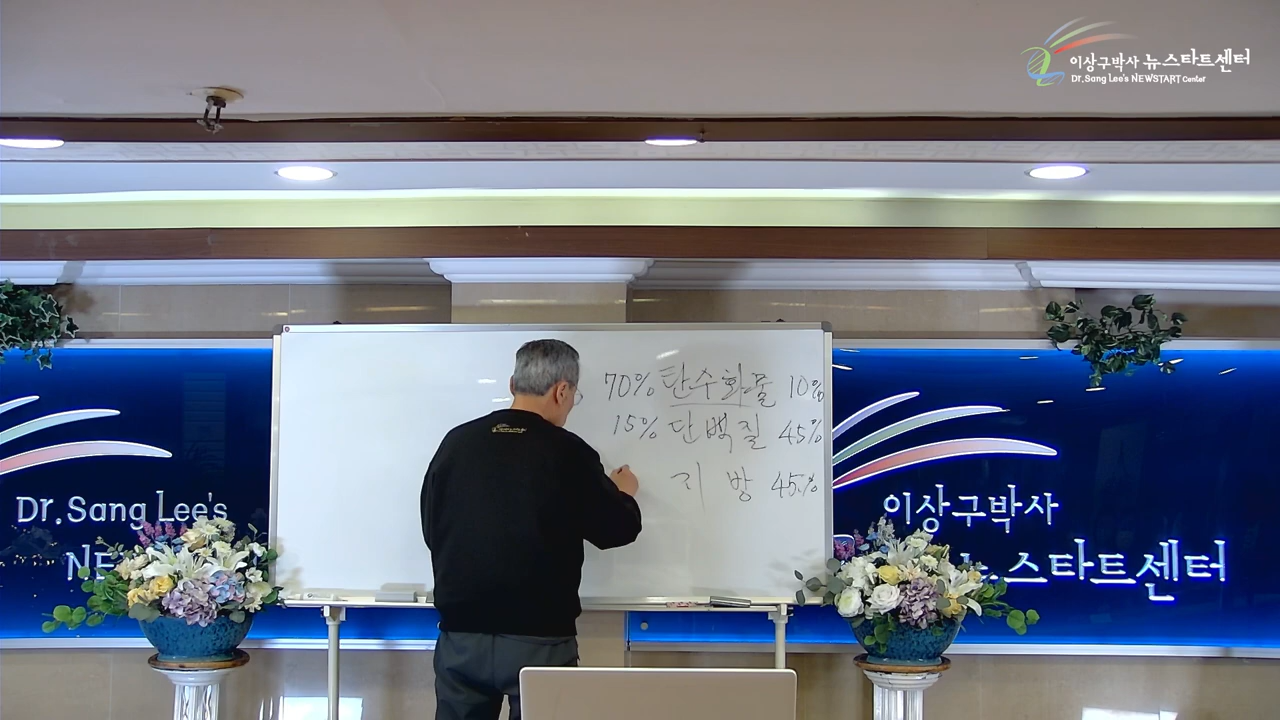 이상구박사 뉴스타트센터
Dr. Sang Lee's NEWSTART Center
70% 탄수화물 10%
15% 단백질 45%
지방 45%
Dr. Sang Lee's
NE
이상구박사
뉴스타트센터